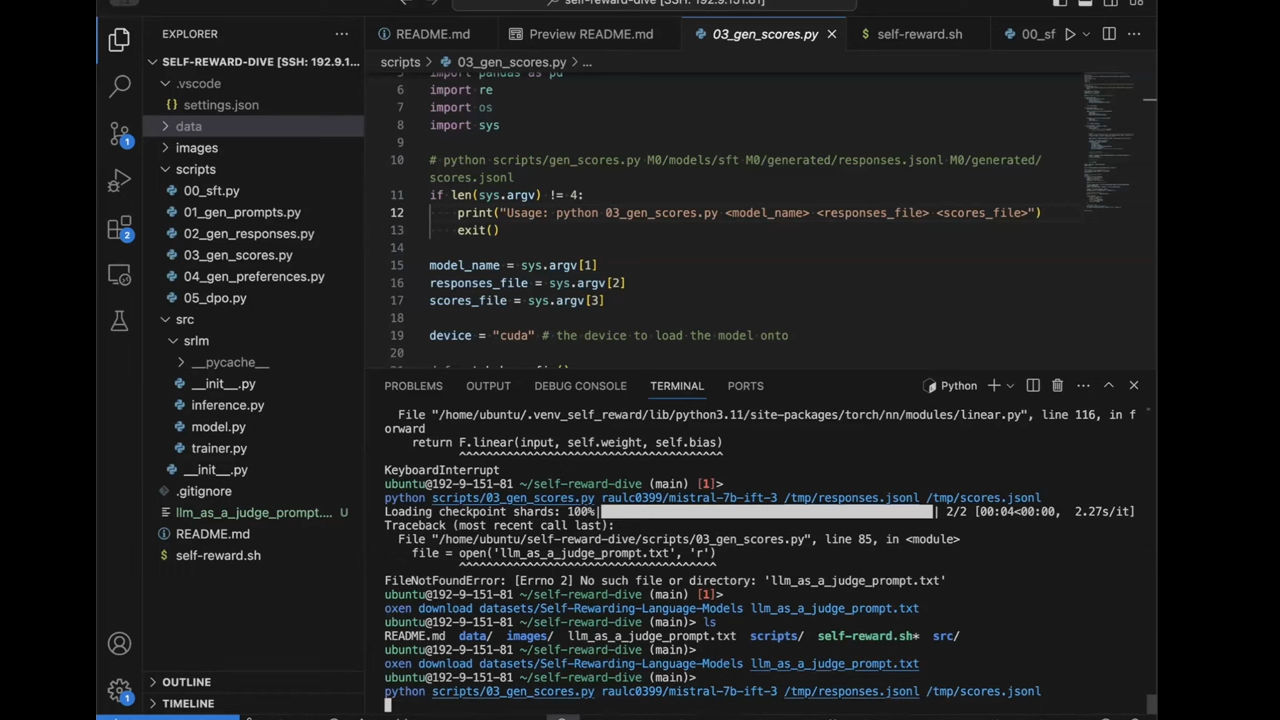 self-reward-dive [SSH: 192.9.151.81]
EXPLORER
SELF-REWARD-DIVE [SSH: 192.9.1...
.vscode
settings.json
data
images
scripts
00_sft.py
01_gen_prompts.py
02_gen_responses.py
03_gen_scores.py
04_gen_preferences.py
05_dpo.py
src
srlm
__pycache__
__init__.py
inference.py
model.py
trainer.py
__init__.py
.gitignore
llm_as_a_judge_prompt.... U
README.md
self-reward.sh
OUTLINE
TIMELINE
1
2
1
README.md
Preview README.md
03_gen_scores.py
self-reward.sh
00_sf
scripts > 03_gen_scores.py > ...
5 import pandas as pd
6 import re
7 import os
8 import sys
9
10 # python scripts/gen_scores.py M0/models/sft M0/generated/responses.jsonl M0/generated/
scores.jsonl
11 if len(sys.argv) != 4:
12 print("Usage: python 03_gen_scores.py <model_name> <responses_file> <scores_file>")
13 exit()
14
15 model_name = sys.argv[1]
16 responses_file = sys.argv[2]
17 scores_file = sys.argv[3]
18
19 device = "cuda" # the device to load the model onto
20
PROBLEMS OUTPUT DEBUG CONSOLE TERMINAL PORTS
Python
File "/home/ubuntu/.venv_self_reward/lib/python3.11/site-packages/torch/nn/modules/linear.py", line 116, in f
orward
return F.linear(input, self.weight, self.bias)
^^^^^^^^^^^^^^^^^^^^^^^^^^^^^^^^^^^^^^^
KeyboardInterrupt
ubuntu@192-9-151-81 ~/self-reward-dive (main) [1]>
python scripts/03_gen_scores.py raulc0399/mistral-7b-ift-3 /tmp/responses.jsonl /tmp/scores.jsonl
Loading checkpoint shards: 100%| | 2/2 [00:04<00:00, 2.27s/it]
Traceback (most recent call last):
File "/home/ubuntu/self-reward-dive/scripts/03_gen_scores.py", line 85, in <module>
file = open('llm_as_a_judge_prompt.txt', 'r')
^^^^^^^^^^^^^^^^^^^^^^^^^^^^^^^^^^^^^^
FileNotFoundError: [Errno 2] No such file or directory: 'llm_as_a_judge_prompt.txt'
ubuntu@192-9-151-81 ~/self-reward-dive (main) [1]>
oxen download datasets/Self-Rewarding-Language-Models llm_as_a_judge_prompt.txt
ubuntu@192-9-151-81 ~/self-reward-dive (main)> ls
README.md data/ images/ llm_as_a_judge_prompt.txt scripts/ self-reward.sh* src/
ubuntu@192-9-151-81 ~/self-reward-dive (main)>
oxen download datasets/Self-Rewarding-Language-Models llm_as_a_judge_prompt.txt
ubuntu@192-9-151-81 ~/self-reward-dive (main)>
python scripts/03_gen_scores.py raulc0399/mistral-7b-ift-3 /tmp/responses.jsonl /tmp/scores.jsonl